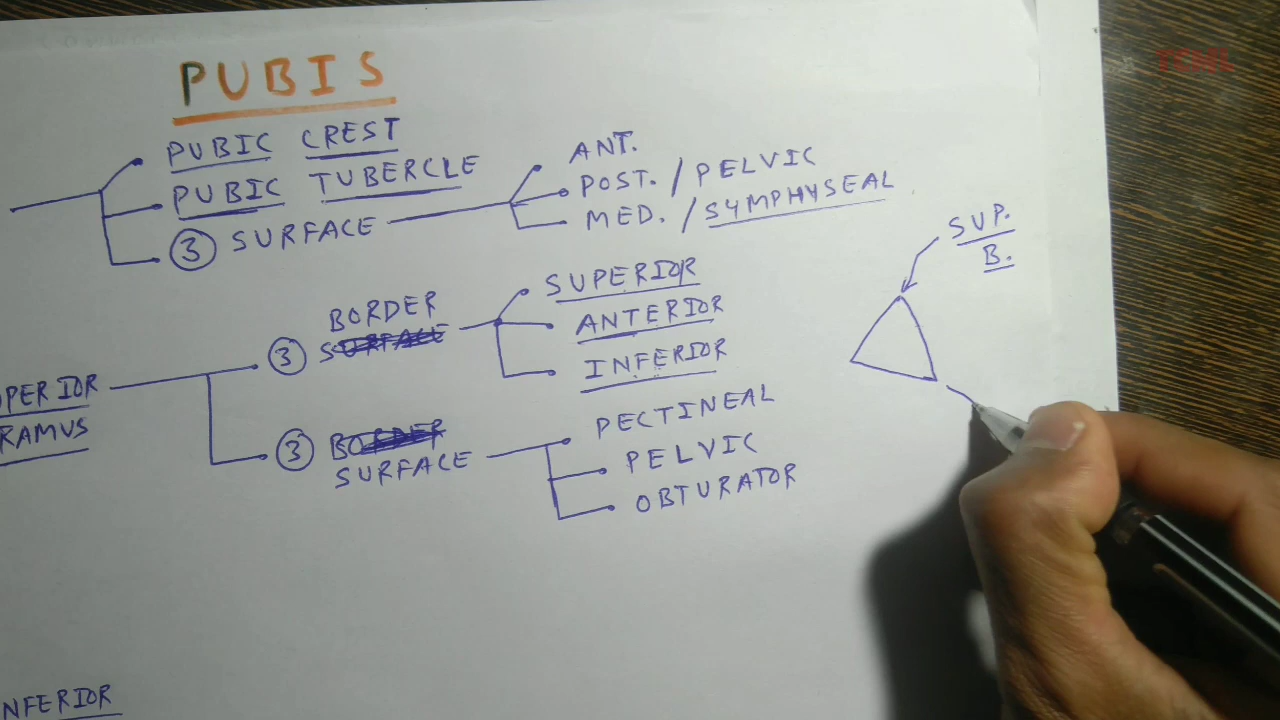 PUBIS
PUBIC CREST
PUBIC TUBERCLE
③ SURFACE
ANT.
POST. / PELVIC
MED. / SYMPHYSEAL
SUP.
B.
③ BORDER
SURFACE
SUPERIOR
ANTERIOR
INFERIOR
PERIOR
RAMUS
③ BORDER
SURFACE
PECTINEAL
PELVIC
OBTURATOR
NFERIOR